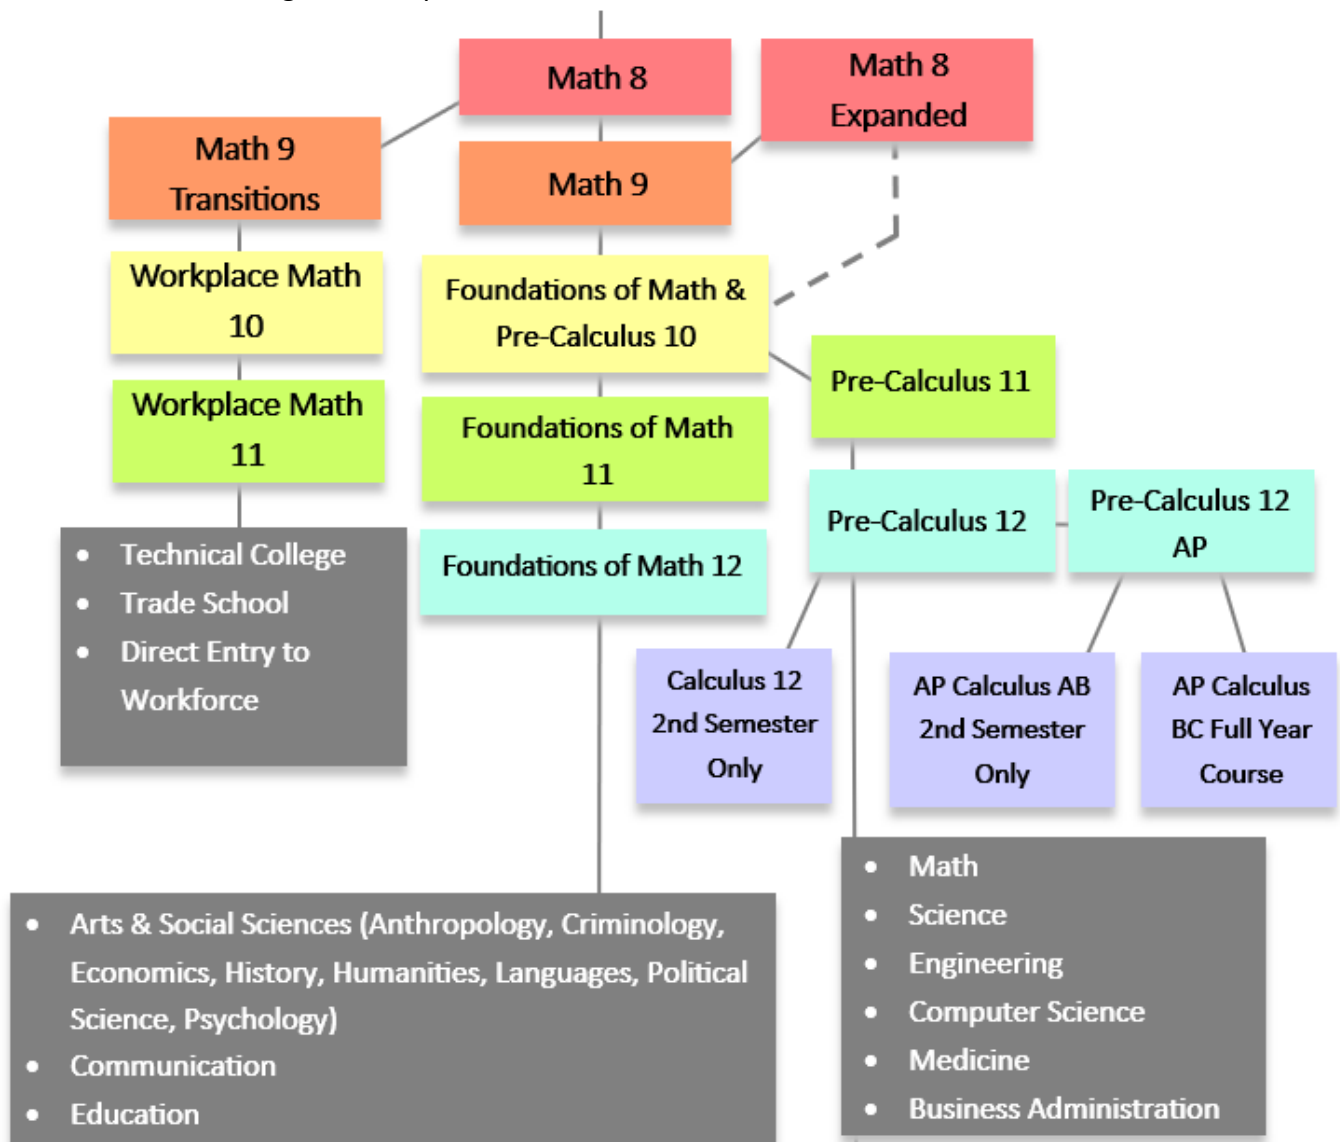 Math 8
Math 8
Expanded
Math 9
Transitions
Math 9
Workplace Math
10
Foundations of Math &
Pre-Calculus 10
Pre-Calculus 11
Workplace Math
11
Foundations of Math
11
Pre-Calculus 12
Pre-Calculus 12
AP
Foundations of Math 12
• Technical College
• Trade School
• Direct Entry to
Workforce
Calculus 12
2nd Semester
Only
AP Calculus AB
2nd Semester
Only
AP Calculus
BC Full Year
Course
• Arts & Social Sciences (Anthropology, Criminology,
Economics, History, Humanities, Languages, Political
Science, Psychology)
• Communication
• Education
• Math
• Science
• Engineering
• Computer Science
• Medicine
• Business Administration